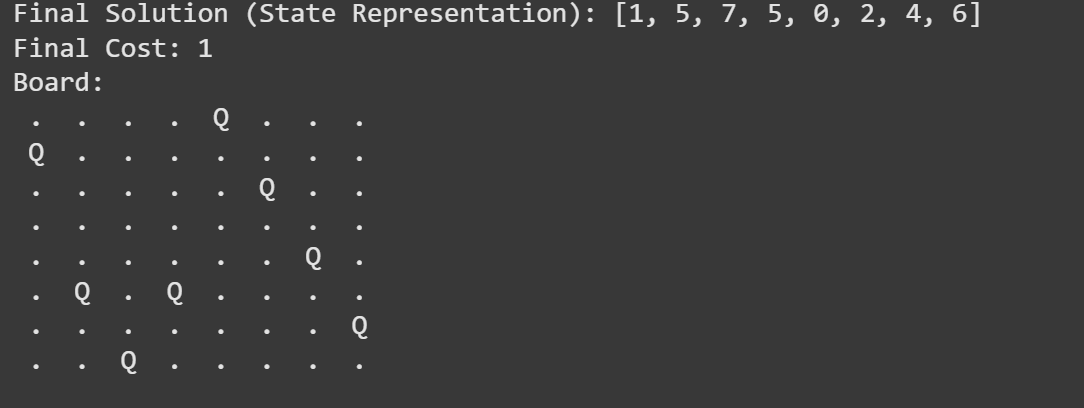 Final Solution (State Representation): [1, 5, 7, 5, 0, 2, 4, 6]
Final Cost: 1
Board:
. . . . Q . . .
Q . . . . . . .
. . . . . Q . .
. . . . . . . .
. . . . . . Q .
. Q . Q . . . .
. . . . . . . Q
. . Q . . . . .